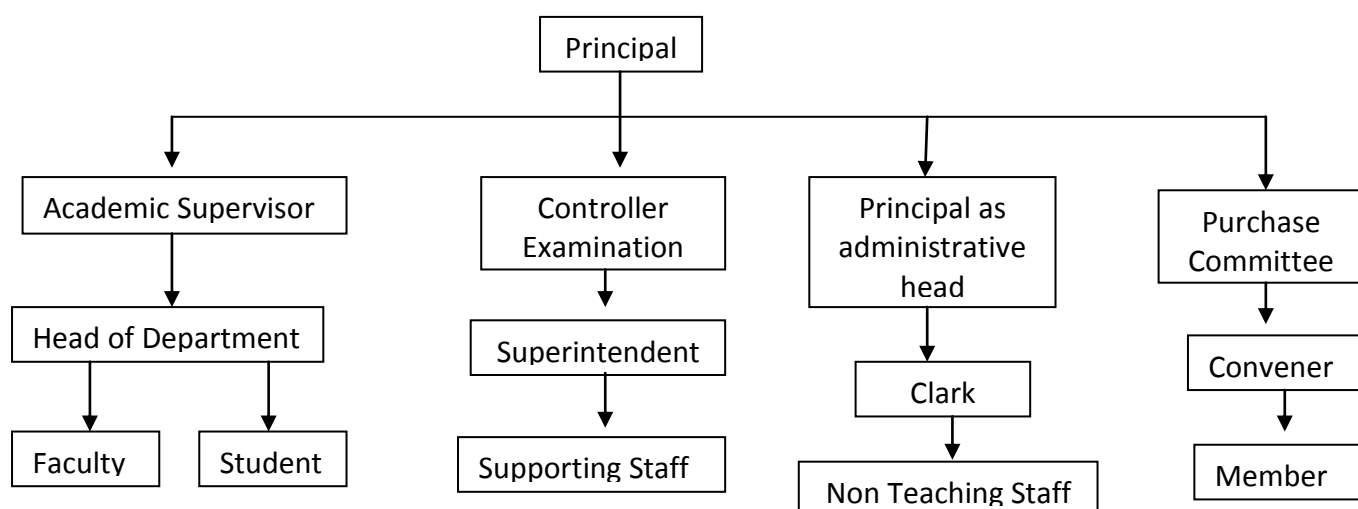 Principal
Academic Supervisor
Controller
Examination
Principal as
administrative
head
Purchase
Committee
Head of Department
Superintendent
Clark
Convener
Faculty
Student
Supporting Staff
Non Teaching Staff
Member